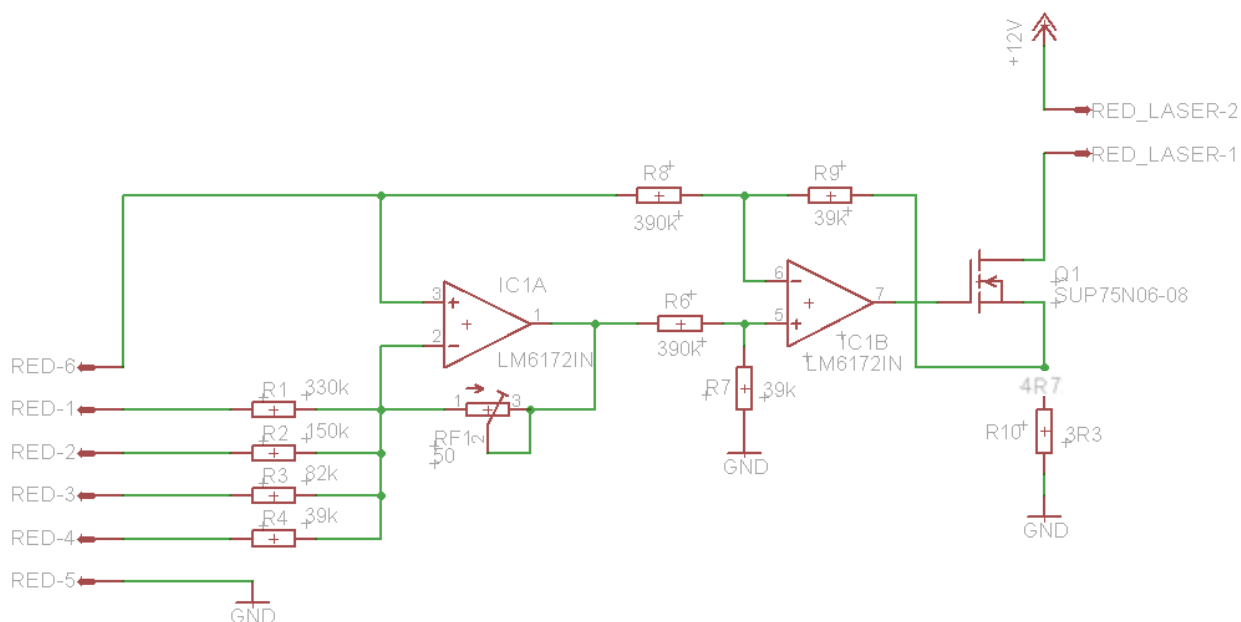 +12V
RED_LASER-2
RED_LASER-1
R8
390k
R9
39k
IC1A
3
2
1
LM6172IN
R6
390k
6
5
7
IC1B
LM6172IN
Q1
SUP75N06-08
R7
39k
GND
4R7
R10
3R3
GND
RED-6
RED-1
R1
330k
RED-2
R2
150k
RED-3
R3
82k
RED-4
R4
39k
1
3
2
RF1
50
RED-5
GND